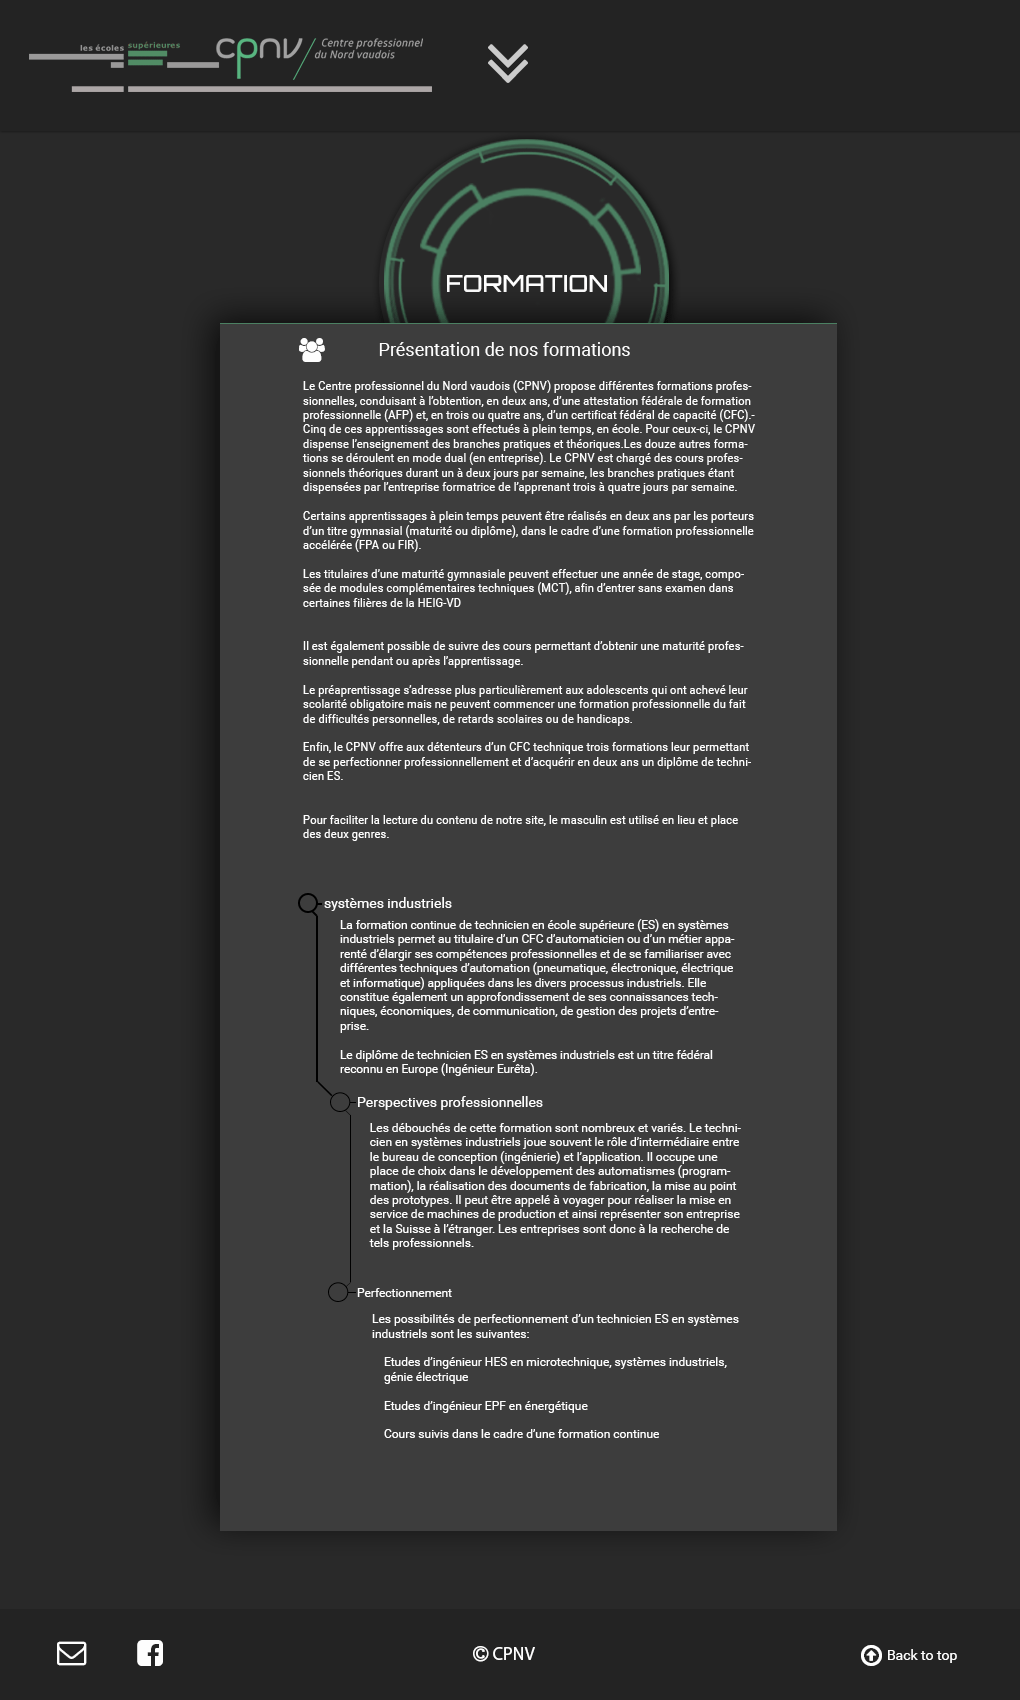 les écoles supérieures
cpnv
Centre professionnel
du Nord vaudois
FORMATION
Présentation de nos formations
Le Centre professionnel du Nord vaudois (CPNV) propose différentes formations profes-
sionnelles, conduisant à l'obtention, en deux ans, d'une attestation fédérale de formation
professionnelle (AFP) et, en trois ou quatre ans, d'un certificat fédéral de capacité (CFC).-
Cinq de ces apprentissages sont effectués à plein temps, en école. Pour ceux-ci, le CPNV
dispense l'enseignement des branches pratiques et théoriques.Les douze autres forma-
tions se déroulent en mode dual (en entreprise). Le CPNV est chargé des cours profes-
sionnels théoriques durant un à deux jours par semaine, les branches pratiques étant
dispensées par l'entreprise formatrice de l'apprenant trois à quatre jours par semaine.
Certains apprentissages à plein temps peuvent être réalisés en deux ans par les porteurs
d'un titre gymnasial (maturité ou diplôme), dans le cadre d'une formation professionnelle
accélérée (FPA ou FIR).
Les titulaires d'une maturité gymnasiale peuvent effectuer une année de stage, compo-
sée de modules complémentaires techniques (MCT), afin d'entrer sans examen dans
certaines filières de la HEIG-VD
Il est également possible de suivre des cours permettant d'obtenir une maturité profes-
sionnelle pendant ou après l'apprentissage.
Le préapprentissage s'adresse plus particulièrement aux adolescents qui ont achevé leur
scolarité obligatoire mais ne peuvent commencer une formation professionnelle du fait
de difficultés personnelles, de retards scolaires ou de handicaps.
Enfin, le CPNV offre aux détenteurs d'un CFC technique trois formations leur permettant
de se perfectionner professionnellement et d'acquérir en deux ans un diplôme de techni-
cien ES.
Pour faciliter la lecture du contenu de notre site, le masculin est utilisé en lieu et place
des deux genres.
systèmes industriels
La formation continue de technicien en école supérieure (ES) en systèmes
industriels permet au titulaire d'un CFC d'automaticien ou d'un métier appa-
renté d'élargir ses compétences professionnelles et de se familiariser avec
différentes techniques d'automation (pneumatique, électronique, électrique
et informatique) appliquées dans les divers processus industriels. Elle
constitue également un approfondissement de ses connaissances tech-
niques, économiques, de communication, de gestion des projets d'entre-
prise.
Le diplôme de technicien ES en systèmes industriels est un titre fédéral
reconnu en Europe (Ingénieur Eurêta).
Perspectives professionnelles
Les débouchés de cette formation sont nombreux et variés. Le techni-
cien en systèmes industriels joue souvent le rôle d'intermédiaire entre
le bureau de conception (ingénierie) et l'application. Il occupe une
place de choix dans le développement des automatismes (program-
mation), la réalisation des documents de fabrication, la mise au point
des prototypes. Il peut être appelé à voyager pour réaliser la mise en
service de machines de production et ainsi représenter son entreprise
et la Suisse à l'étranger. Les entreprises sont donc à la recherche de
tels professionnels.
Perfectionnement
Les possibilités de perfectionnement d'un technicien ES en systèmes
industriels sont les suivantes:
Etudes d'ingénieur HES en microtechnique, systèmes industriels,
génie électrique
Etudes d'ingénieur EPF en énergétique
Cours suivis dans le cadre d'une formation continue
© CPNV
Back to top